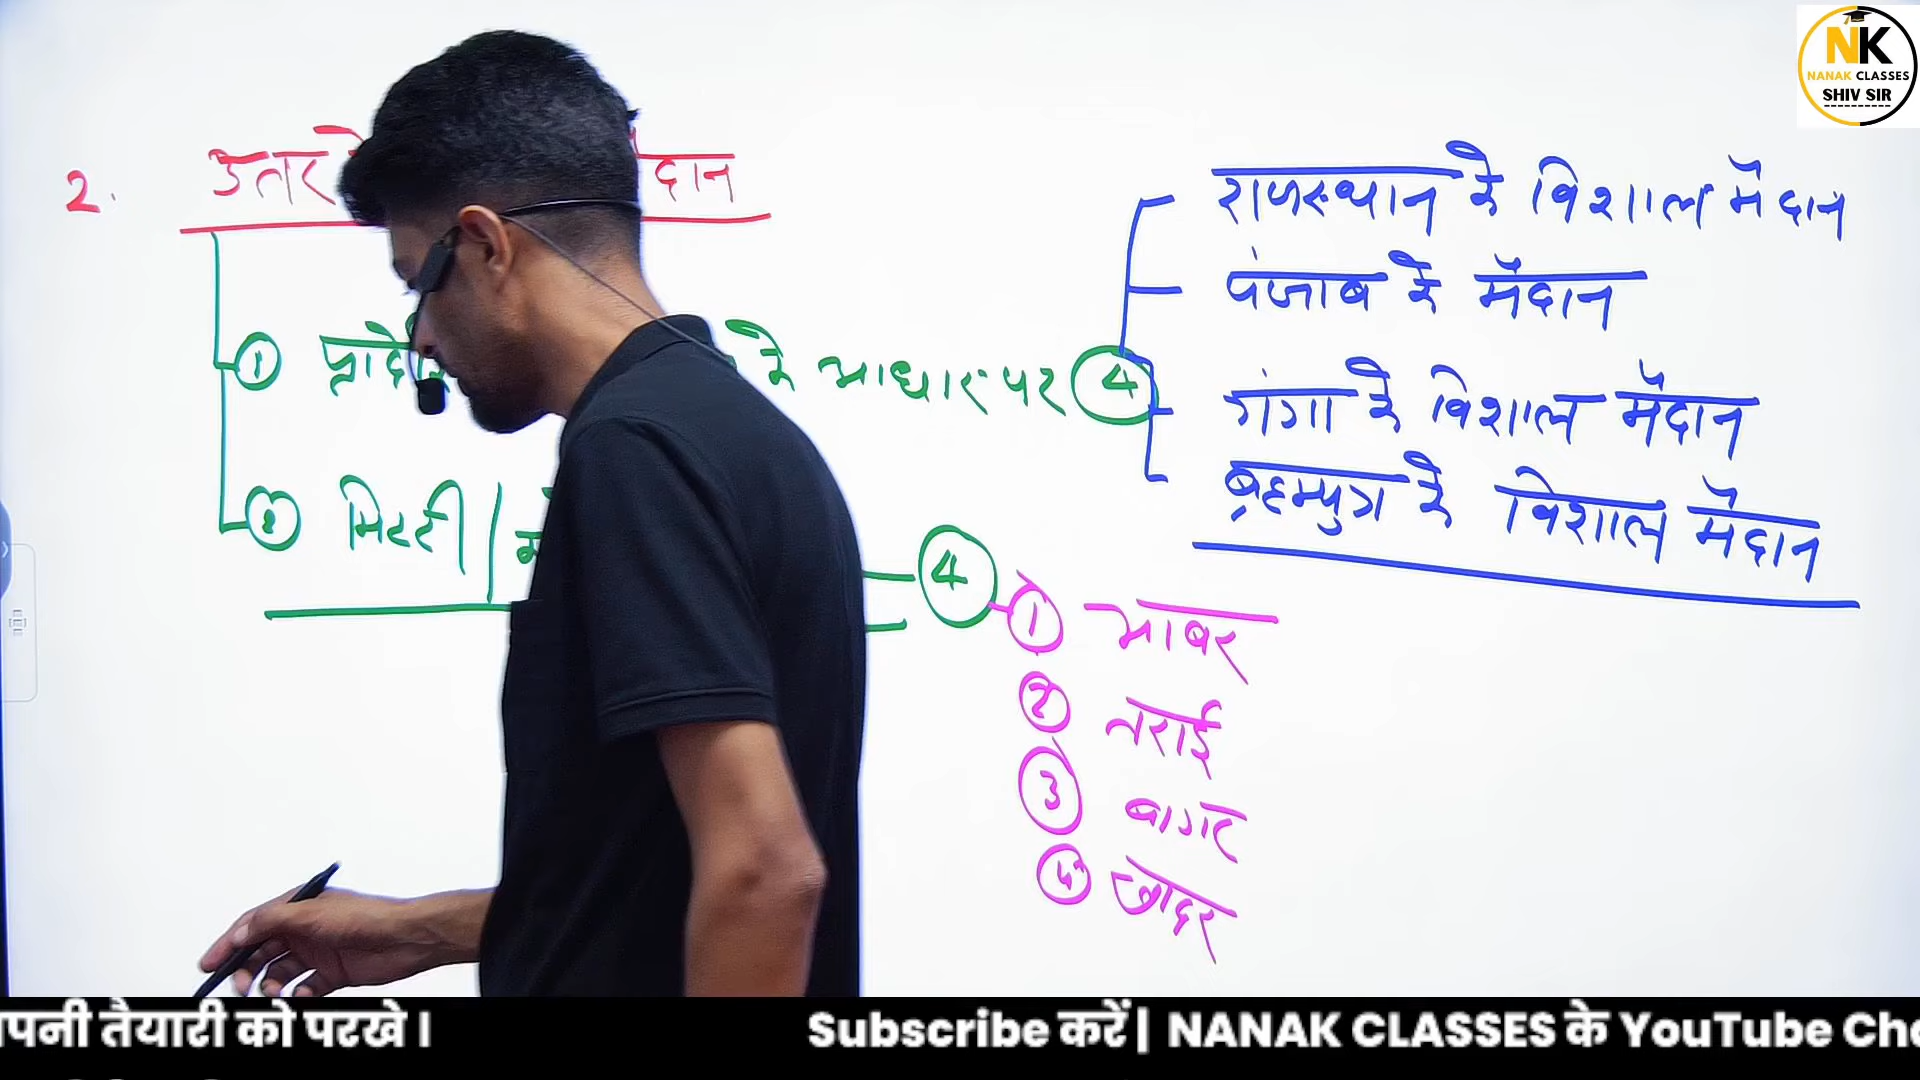 2. उत्तर के दान
① प्रादे के आधार पर ④
② मिट्टी /
④
राजस्थान के विशाल मैदान
पंजाब के मैदान
गंगा के विशाल मैदान
ब्रह्मपुत्र के विशाल मैदान
① भाबर
② तराई
③ बागर
④ खादर
NK
NANAK CLASSES
SHIV SIR
पनी तैयारी को परखे । Subscribe करें | NANAK CLASSES के YouTube Cha